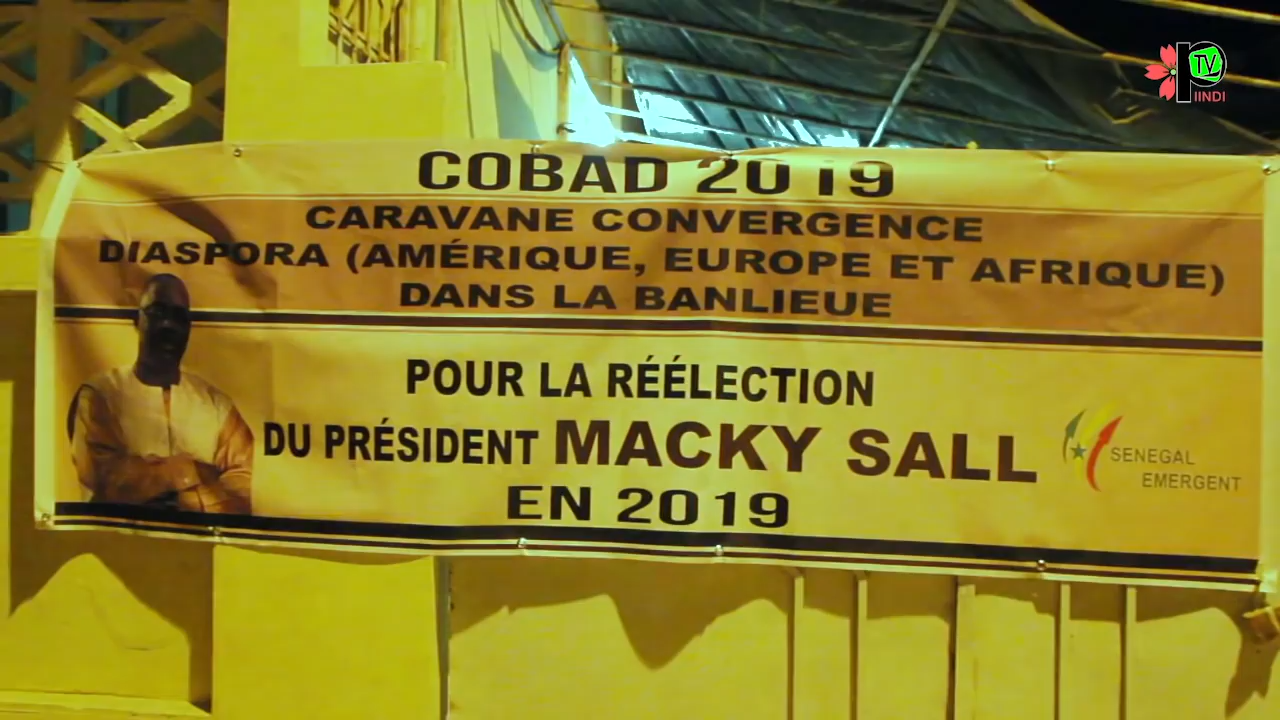 TV
PIINDI
COBAD 2019
CARAVANE CONVERGENCE
DIASPORA (AMÉRIQUE, EUROPE ET AFRIQUE)
DANS LA BANLIEUE
POUR LA RÉÉLECTION
DU PRÉSIDENT MACKY SALL
EN 2019
SENEGAL
EMERGENT